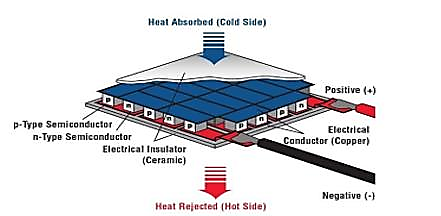 Heat Absorbed (Cold Side)
Positive (+)
p-Type Semiconductor
n-Type Semiconductor
Electrical Insulator
(Ceramic)
Electrical
Conductor (Copper)
Negative (-)
Heat Rejected (Hot Side)
p
n
p
n
p
p
n
n